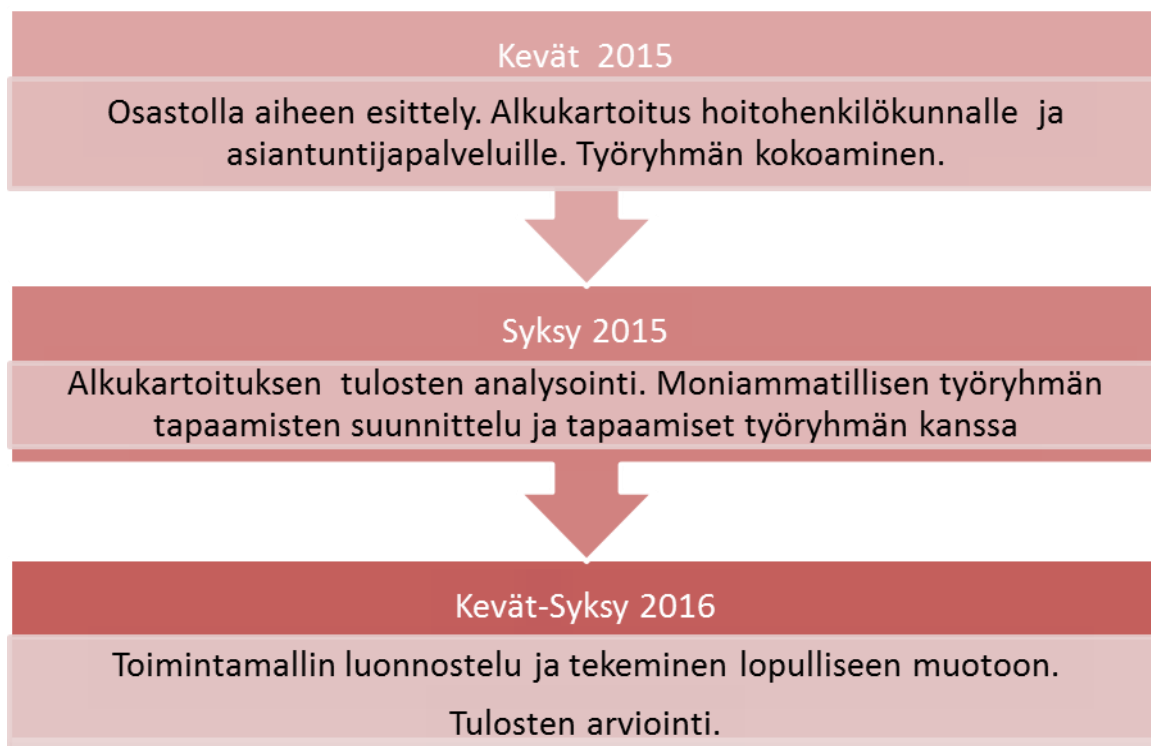 Kevät 2015
Osastolla aiheen esittely. Alkukartoitus hoitohenkilökunnalle ja
asiantuntijapalveluille. Työryhmän kokoaminen.
Syksy 2015
Alkukartoituksen tulosten analysointi. Moniammatillisen työryhmän
tapaamisten suunnittelu ja tapaamiset työryhmän kanssa
Kevät-Syksy 2016
Toimintamallin luonnostelu ja tekeminen lopulliseen muotoon.
Tulosten arviointi.